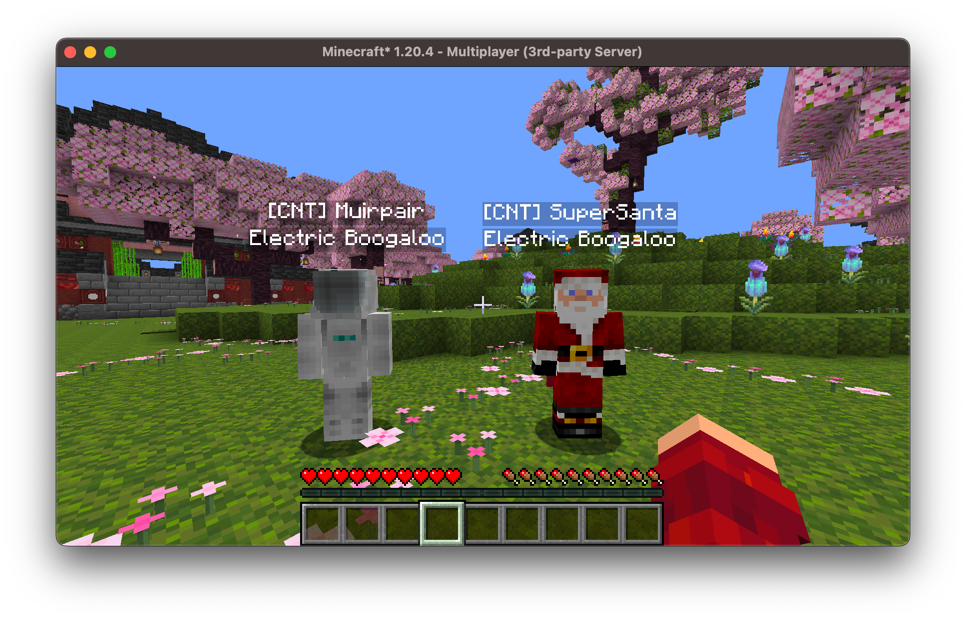 Minecraft* 1.20.4 - Multiplayer (3rd-party Server)
[CNT] Muirpair
Electric Boogaloo
[CNT] SuperSanta
Electric Boogaloo